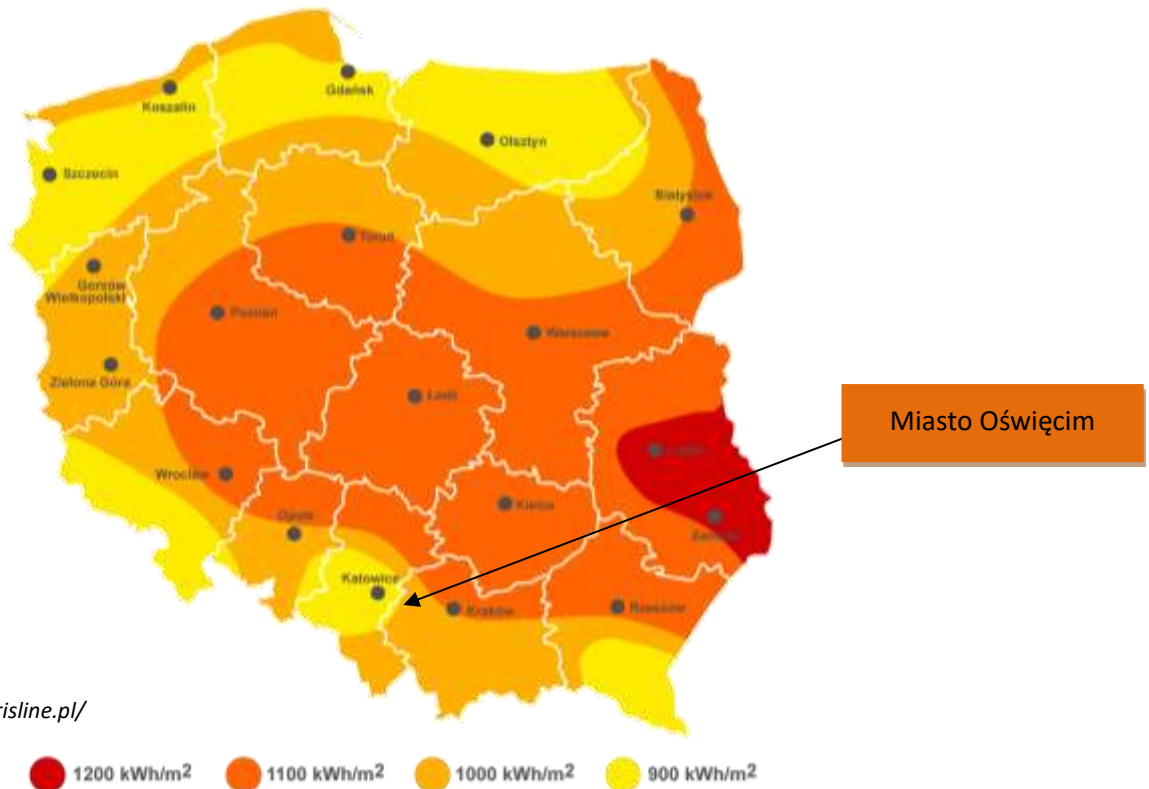 Gdańsk
Koszalin
Olsztyn
Szczecin
Białystok
Toruń
Gorzów
Wielkopolski
Poznań
Warszawa
Zielona Góra
Łódź
Miasto Oświęcim
Lublin
Wrocław
Kielce
Opole
Zamość
Katowice
Kraków
Rzeszów
risline.pl/
1200 kWh/m²
1100 kWh/m²
1000 kWh/m²
900 kWh/m²